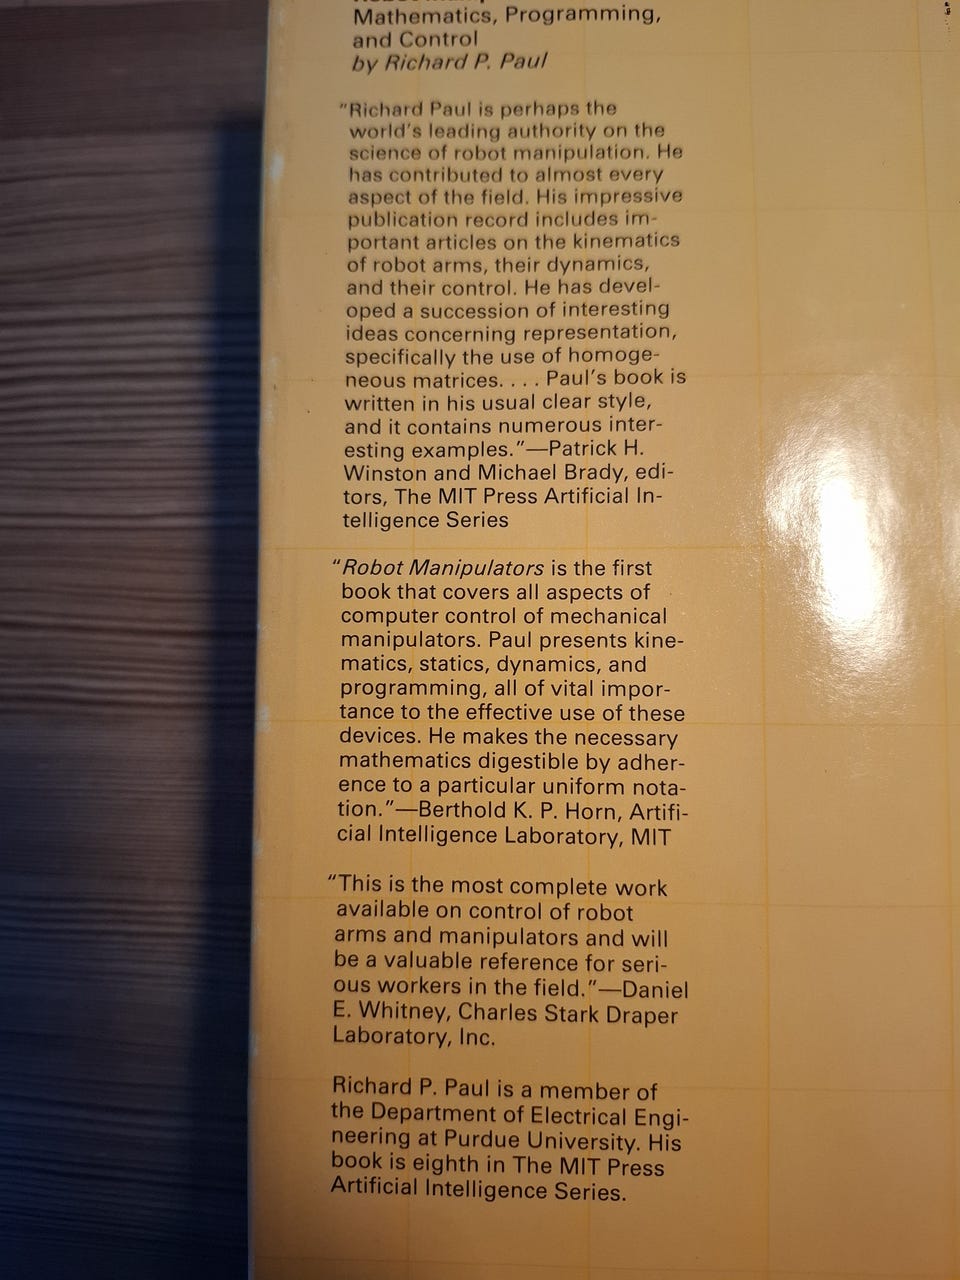 Mathematics, Programming,
and Control
by Richard P. Paul
"Richard Paul is perhaps the
world's leading authority on the
science of robot manipulation. He
has contributed to almost every
aspect of the field. His impressive
publication record includes im-
portant articles on the kinematics
of robot arms, their dynamics,
and their control. He has devel-
oped a succession of interesting
ideas concerning representation,
specifically the use of homoge-
neous matrices. . . . Paul's book is
written in his usual clear style,
and it contains numerous inter-
esting examples."—Patrick H.
Winston and Michael Brady, edi-
tors, The MIT Press Artificial In-
telligence Series
"Robot Manipulators is the first
book that covers all aspects of
computer control of mechanical
manipulators. Paul presents kine-
matics, statics, dynamics, and
programming, all of vital impor-
tance to the effective use of these
devices. He makes the necessary
mathematics digestible by adher-
ence to a particular uniform nota-
tion."—Berthold K. P. Horn, Artifi-
cial Intelligence Laboratory, MIT
"This is the most complete work
available on control of robot
arms and manipulators and will
be a valuable reference for seri-
ous workers in the field."—Daniel
E. Whitney, Charles Stark Draper
Laboratory, Inc.
Richard P. Paul is a member of
the Department of Electrical Engi-
neering at Purdue University. His
book is eighth in The MIT Press
Artificial Intelligence Series.